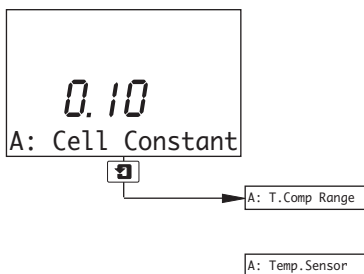 0.10
A: Cell Constant
A: T.Comp Range
A: Temp.Sensor